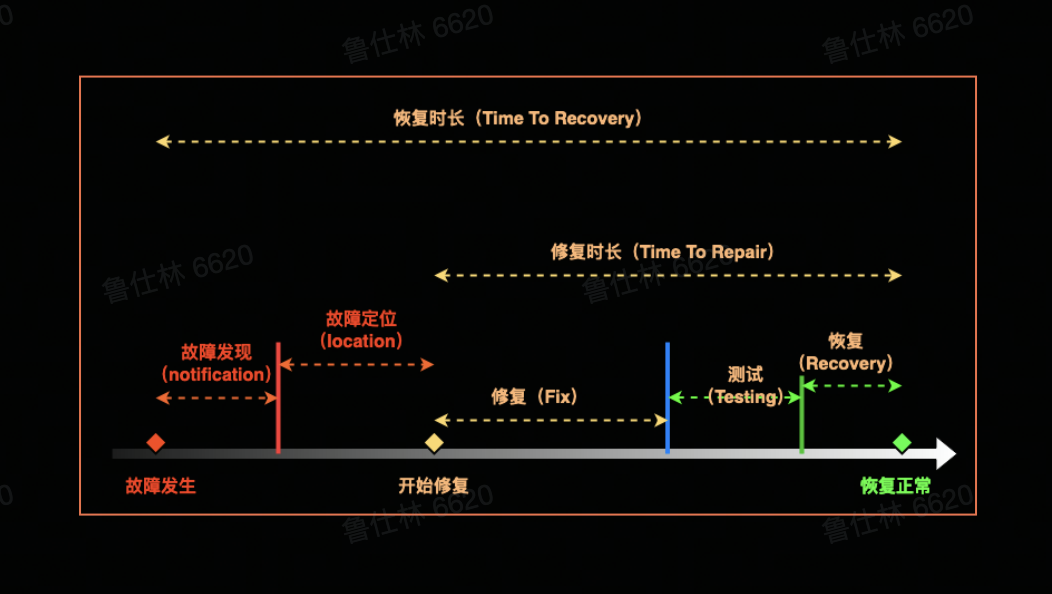 鲁仕林 6620
鲁仕林 6620
恢复时长（Time To Recovery）
修复时长（Time To Repair）
鲁仕林 6620
鲁仕林 6620
故障定位
（location）
故障发现
（notification）
恢复
（Recovery）
测试
（Testing）
修复（Fix）
故障发生
开始修复
恢复正常
鲁仕林 6620
鲁仕林 6620